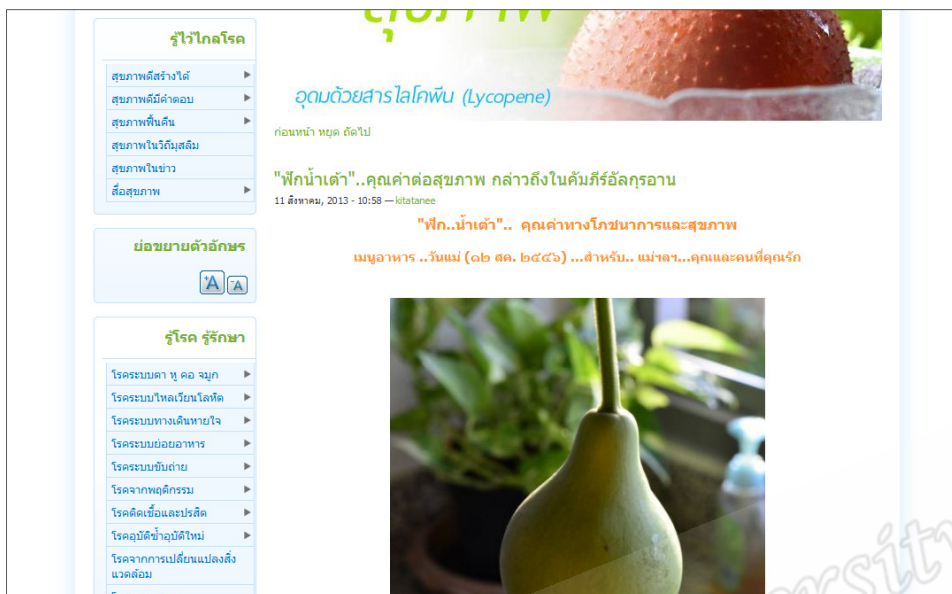 รู้ไว้ไกลโรค
สุขภาพดีสร้างได้
สุขภาพดีมีคำตอบ
สุขภาพฟื้นคืน
สุขภาพในวิถีมุสลิม
สุขภาพในข่าว
สื่อสุขภาพ
ย่อขยายตัวอักษร
+A -A
รู้โรค รู้รักษา
โรคระบบตา หู คอ จมูก
โรคระบบไหลเวียนโลหิต
โรคระบบทางเดินหายใจ
โรคระบบย่อยอาหาร
โรคระบบขับถ่าย
โรคจากพฤติกรรม
โรคติดเชื้อและปรสิต
โรคอุบัติซ้ำอุบัติใหม่
โรคจากการเปลี่ยนแปลงสิ่ง
แวดล้อม
สุขภาพ
อุดมด้วยสารไลโคพีน (Lycopene)
ก่อนหน้า หยุด ถัดไป
"ฟักน้ำเต้า"..คุณค่าต่อสุขภาพ กล่าวถึงในคัมภีร์อัลกุรอาน
11 สิงหาคม, 2013 - 10:58 — kitatanee
"ฟัก..น้ำเต้า".. คุณค่าทางโภชนาการและสุขภาพ
เมนูอาหาร ..วันแม่ (๑๒ สค. ๒๕๕๖) ...สำหรับ.. แม่ฯลฯ...คุณและคนที่คุณรัก